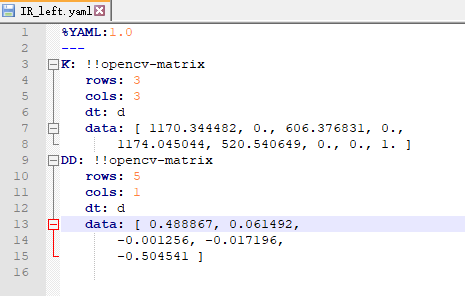 IR_left.yaml
1 %YAML:1.0
2 ---
3 K: !!opencv-matrix
4 rows: 3
5 cols: 3
6 dt: d
7 data: [ 1170.344482, 0., 606.376831, 0.,
8 1174.045044, 520.540649, 0., 0., 1. ]
9 DD: !!opencv-matrix
10 rows: 5
11 cols: 1
12 dt: d
13 data: [ 0.488867, 0.061492,
14 -0.001256, -0.017196,
15 -0.504541 ]
16